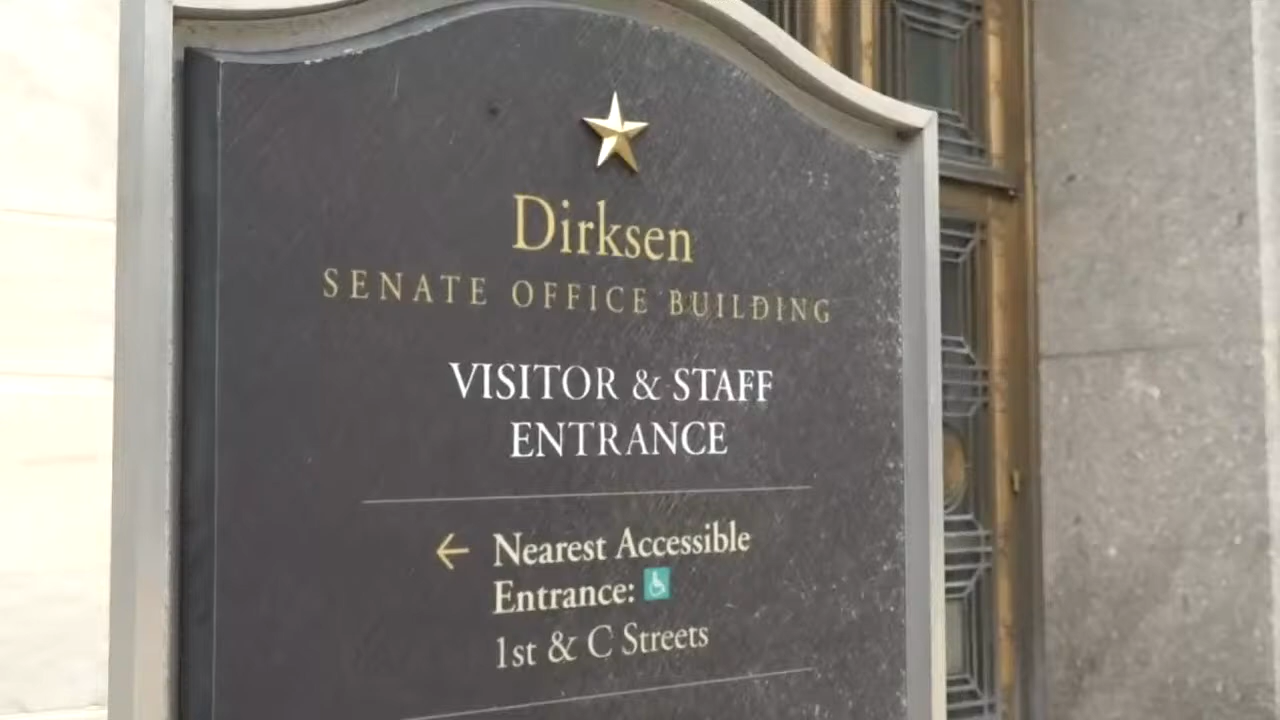 Dirksen
SENATE OFFICE BUILDING
VISITOR & STAFF
ENTRANCE
← Nearest Accessible
Entrance:
1st & C Streets